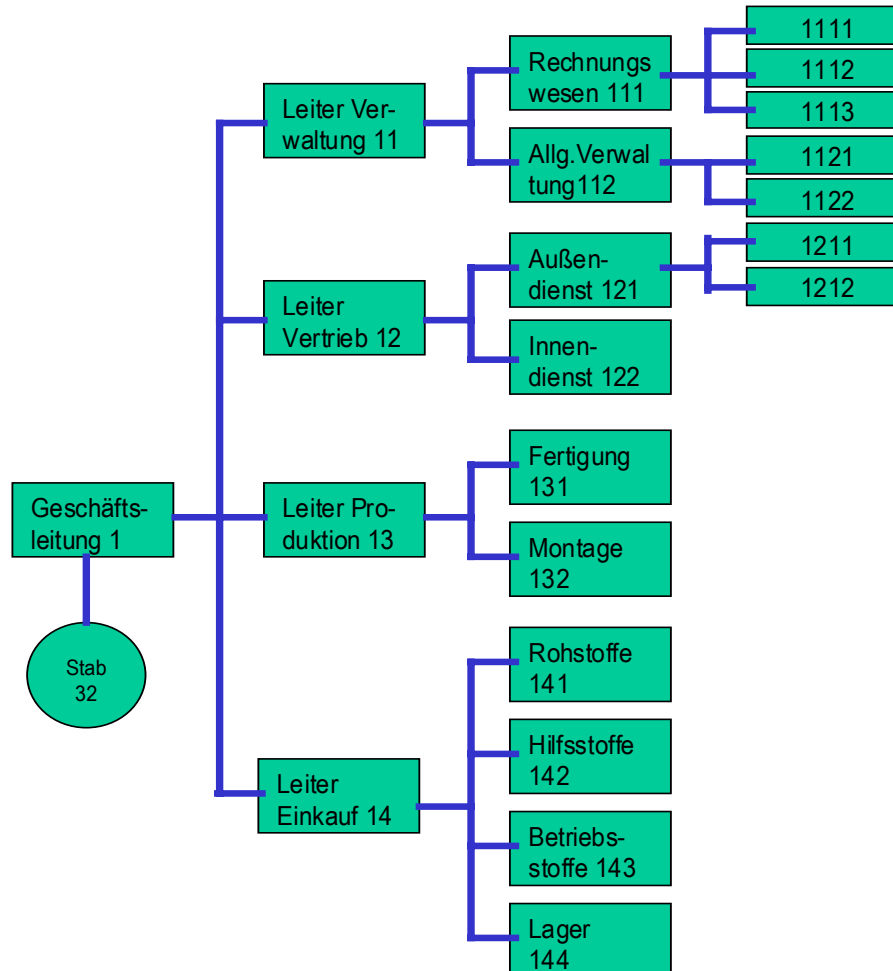 1111
Rechnungs
wesen 111
1112
Leiter Ver-
waltung 11
1113
Allg.Verwal
tung112
1121
1122
Außen-
dienst 121
1211
1212
Leiter
Vertrieb 12
Innen-
dienst 122
Fertigung
131
Geschäfts-
leitung 1
Leiter Pro-
duktion 13
Montage
132
Stab
32
Rohstoffe
141
Hilfsstoffe
142
Leiter
Einkauf 14
Betriebs-
stoffe 143
Lager
144